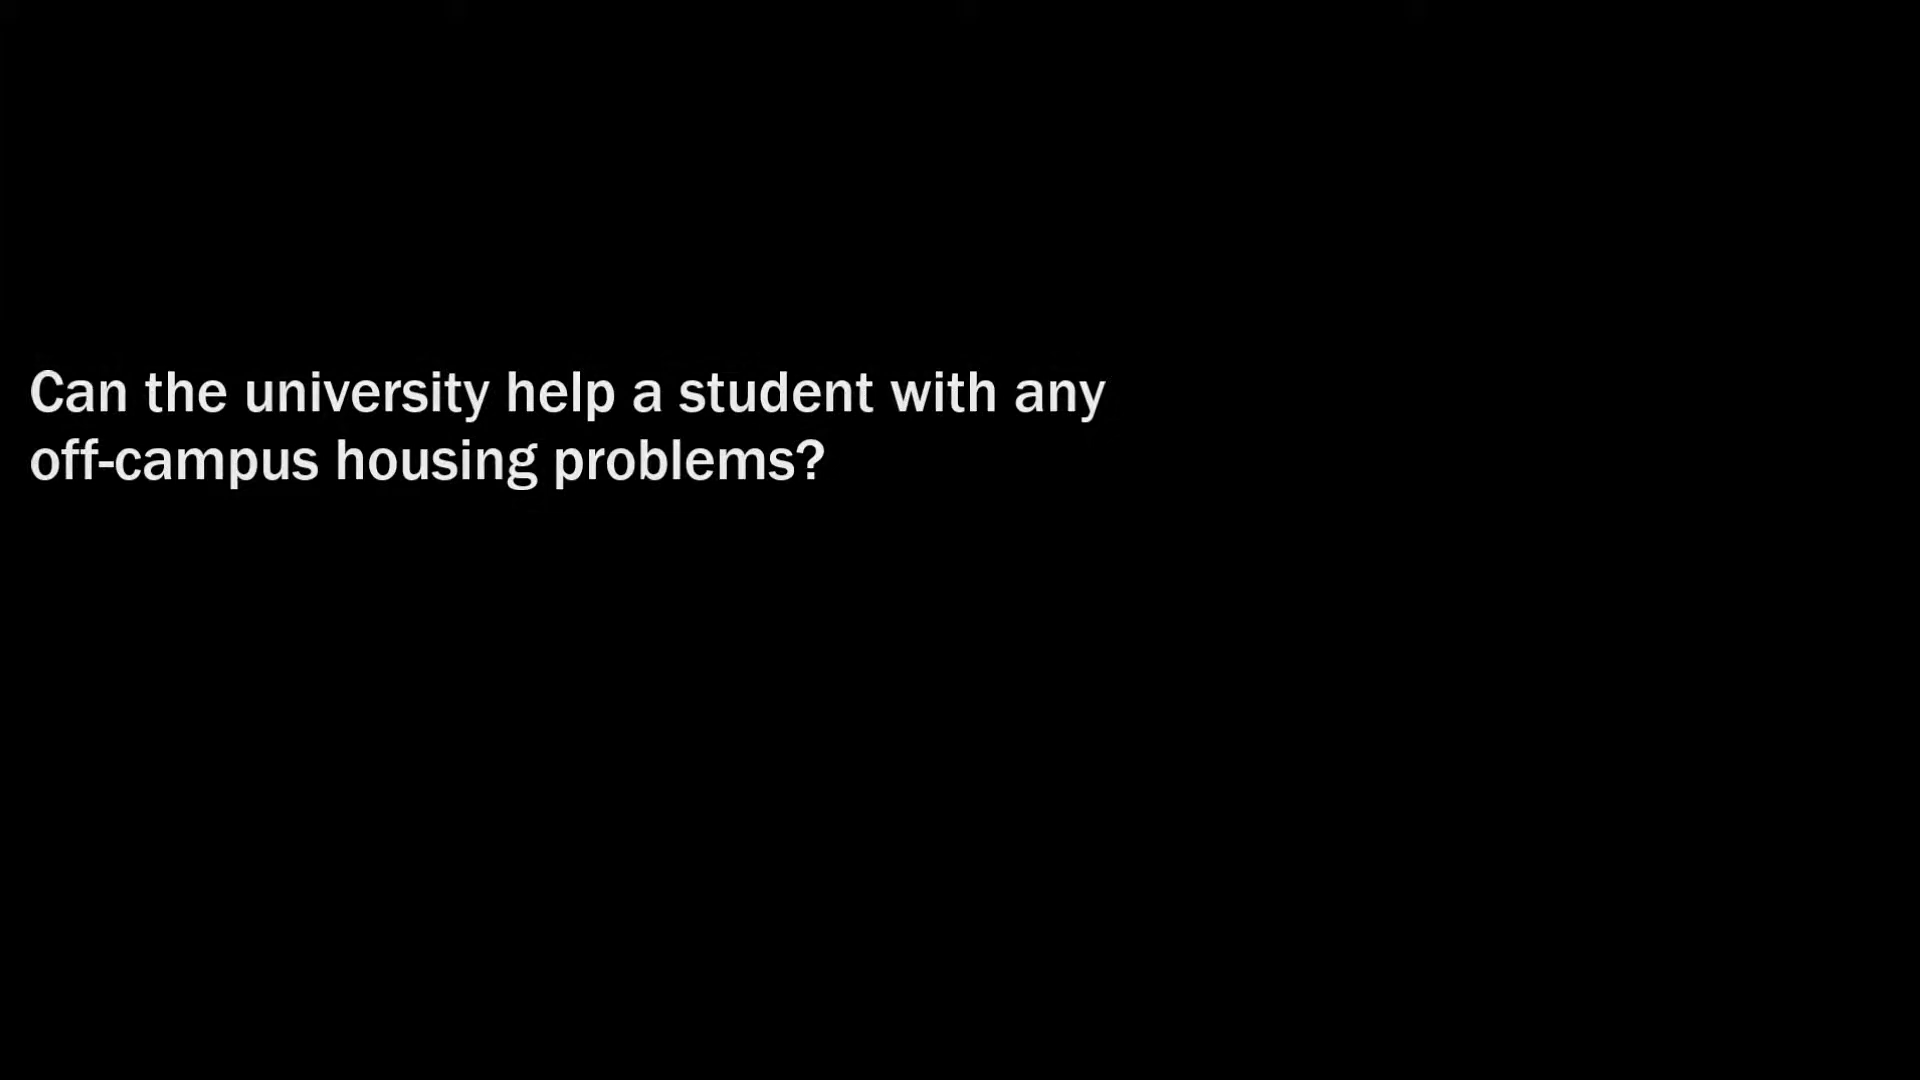 Can the university help a student with any
off-campus housing problems?